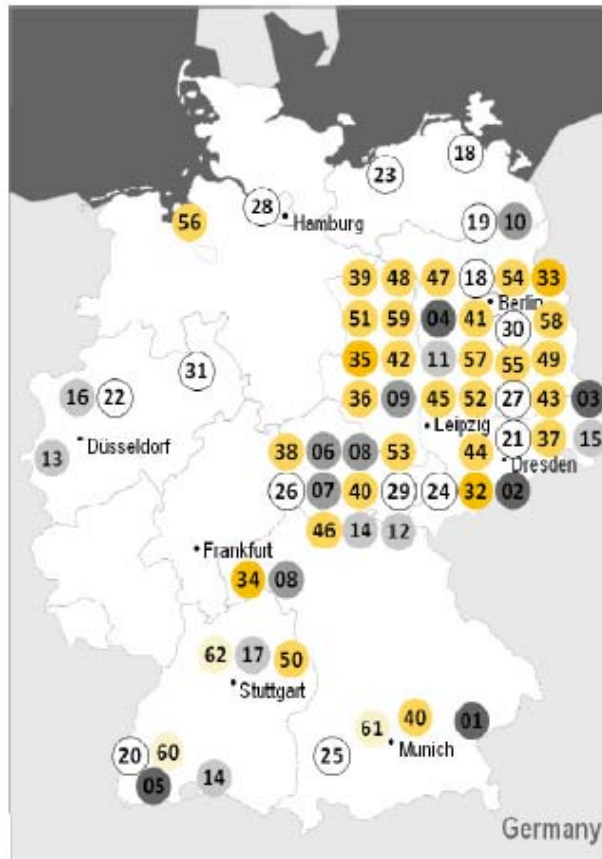 18
23
28
19 10
56
Hamburg
39 48 47 18 54 33
Berlin
51 59 04 41 30 58
35 42 11 57 55 49
31
16 22
36 09 45 52 27 43 03
Leipzig
Düsseldorf
21 37 15
38 06 08 53 44
Dresden
13
26 07 40 29 24 32 02
46 14 12
Frankfurt
34 08
62 17 50
Stuttgart
40 01
61
Munich
20 60 25
05 14
Germany